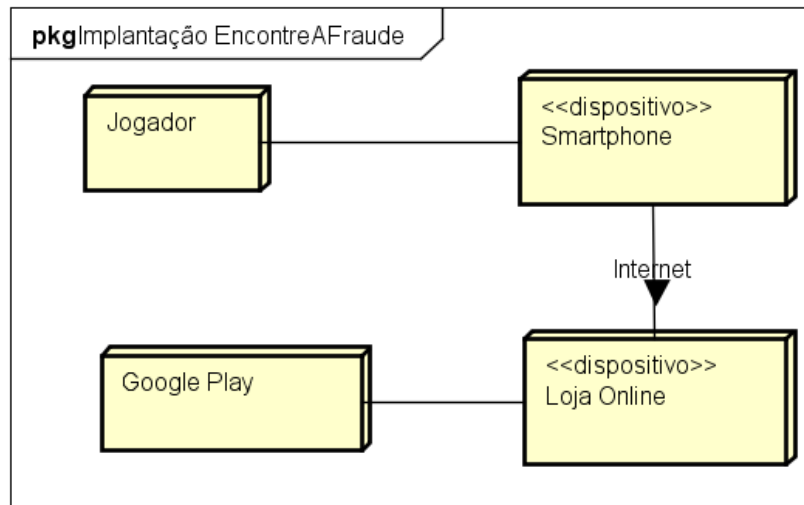 pkgImplantação EncontreAFraude
Jogador
<<dispositivo>>
Smartphone
Internet
Google Play
<<dispositivo>>
Loja Online